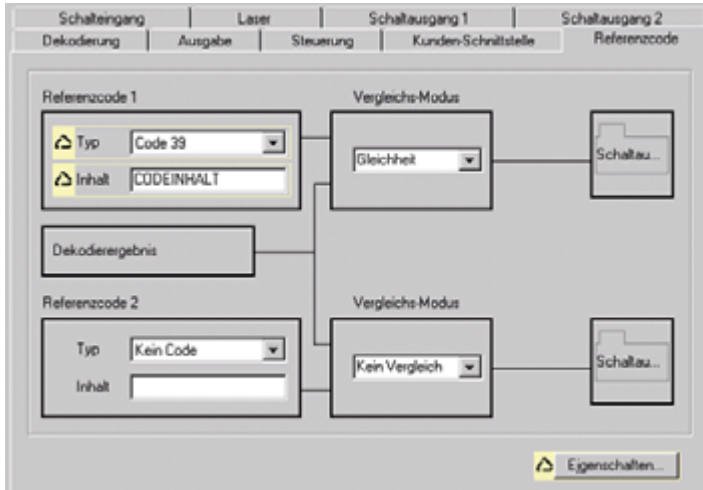 Schalteingang Laser Schaltausgang 1 Schaltausgang 2
Dekodierung Ausgabe Steuerung Kunden-Schnittstelle Referenzcode
Referenzcode 1 Vergleichs-Modus
Typ Code 39
Gleichheit Schaltau...
Inhalt CODEINHALT
Dekodierergebnis
Referenzcode 2 Vergleichs-Modus
Typ Kein Code
Kein Vergleich Schaltau...
Inhalt
Eigenschaften...